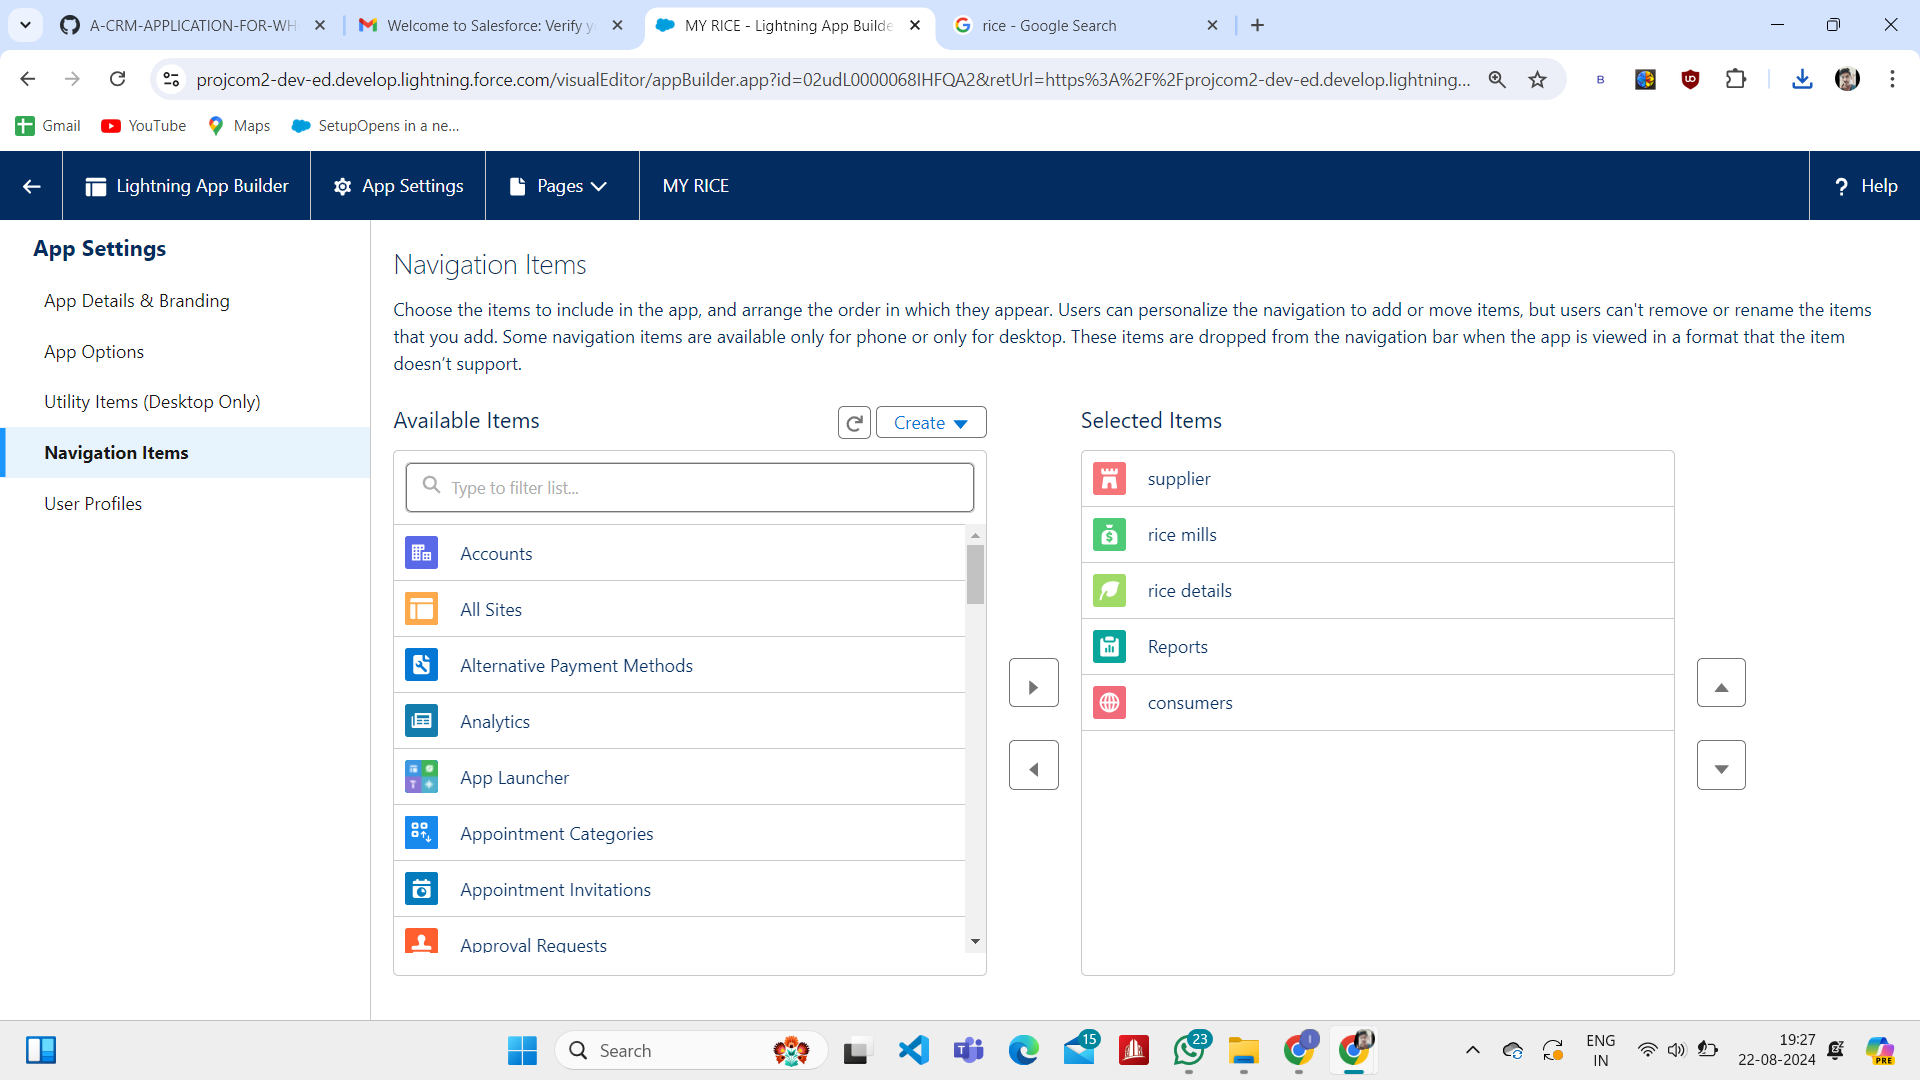 A-CRM-APPLICATION-FOR-WH
Welcome to Salesforce: Verify y
MY RICE - Lightning App Builde
rice - Google Search
projcom2-dev-ed.develop.lightning.force.com/visualEditor/appBuilder.app?id=02udL0000068IHFQA2&retUrl=https%3A%2F%2Fprojcom2-dev-ed.develop.lightning...
Gmail
YouTube
Maps
SetupOpens in a ne...
Lightning App Builder
App Settings
Pages
MY RICE
? Help
App Settings
App Details & Branding
App Options
Utility Items (Desktop Only)
Navigation Items
User Profiles
Navigation Items
Choose the items to include in the app, and arrange the order in which they appear. Users can personalize the navigation to add or move items, but users can't remove or rename the items
that you add. Some navigation items are available only for phone or only for desktop. These items are dropped from the navigation bar when the app is viewed in a format that the item
doesn't support.
Available Items
Create
Type to filter list...
Accounts
All Sites
Alternative Payment Methods
Analytics
App Launcher
Appointment Categories
Appointment Invitations
Approval Requests
Selected Items
supplier
rice mills
rice details
Reports
consumers
Search
15
23
ENG
IN
19:27
22-08-2024
PRE